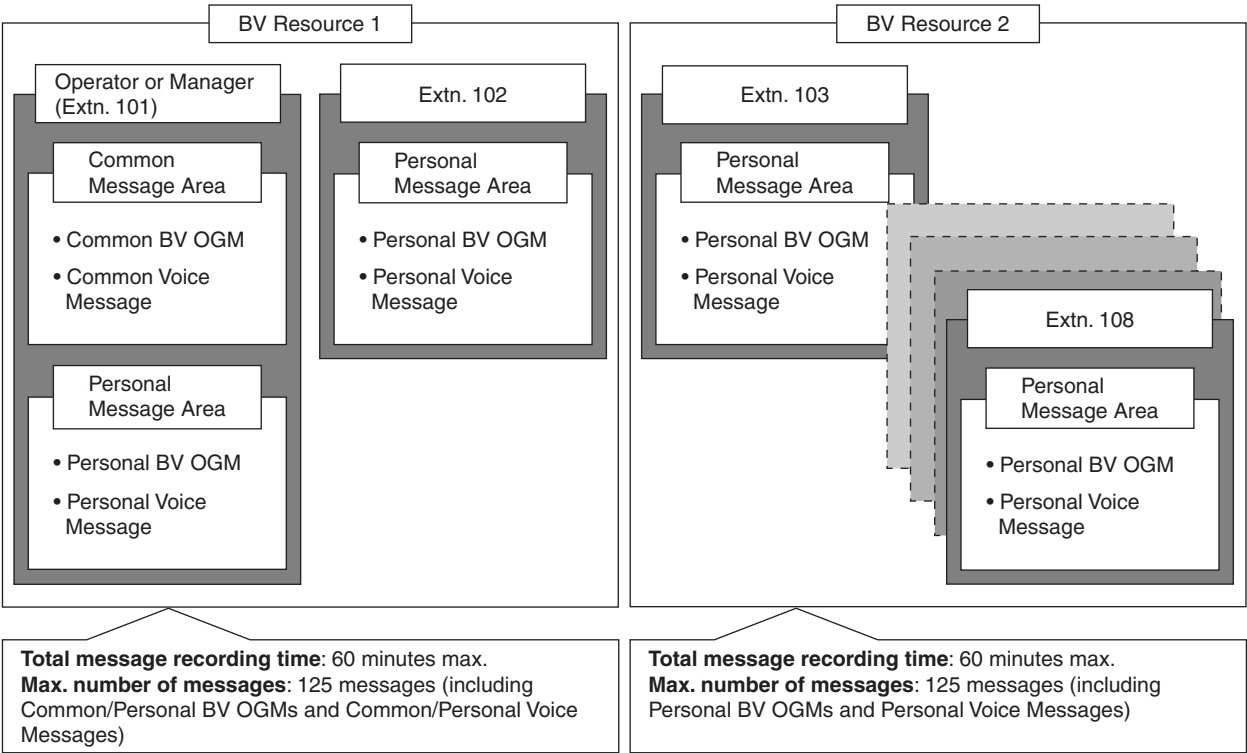 BV Resource 1
Operator or Manager
(Extn. 101)
Common
Message Area
• Common BV OGM
• Common Voice
Message
Personal
Message Area
• Personal BV OGM
• Personal Voice
Message
Extn. 102
Personal
Message Area
• Personal BV OGM
• Personal Voice
Message
Total message recording time: 60 minutes max.
Max. number of messages: 125 messages (including
Common/Personal BV OGMs and Common/Personal Voice
Messages)
BV Resource 2
Extn. 103
Personal
Message Area
• Personal BV OGM
• Personal Voice
Message
Extn. 108
Personal
Message Area
• Personal BV OGM
• Personal Voice
Message
Total message recording time: 60 minutes max.
Max. number of messages: 125 messages (including
Personal BV OGMs and Personal Voice Messages)